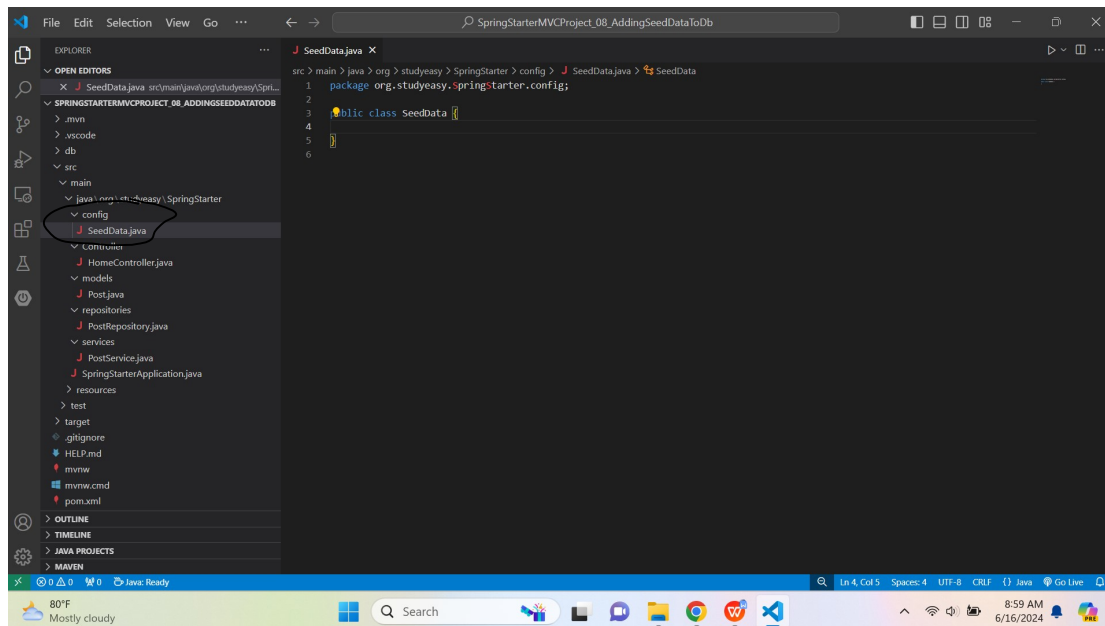 File Edit Selection View Go ··· SpringStarterMVCProject_08_AddingSeedDataToDb
EXPLORER ···
OPEN EDITORS
SeedData.java src\main\java\org\studyeasy\Spri...
SPRINGSTARTERMVCPROJECT_08_ADDINGSEEDDATATODB
.mvn
.vscode
db
src
main
java\org\studyeasy\SpringStarter
config
J SeedData.java
Controller
J HomeController.java
models
J Post.java
repositories
J PostRepository.java
services
J PostService.java
J SpringStarterApplication.java
resources
test
target
.gitignore
HELP.md
mvnw
mvnw.cmd
pom.xml
OUTLINE
TIMELINE
JAVA PROJECTS
MAVEN
J SeedData.java
src > main > java > org > studyeasy > SpringStarter > config > J SeedData.java > SeedData
1 package org.studyeasy.SpringStarter.config;
2
3 public class SeedData {
4
5 }
6
0 0 0 Java: Ready Ln 4, Col 5 Spaces: 4 UTF-8 CRLF {} Java Go Live
80°F
Mostly cloudy
Search
8:59 AM
6/16/2024
PRE